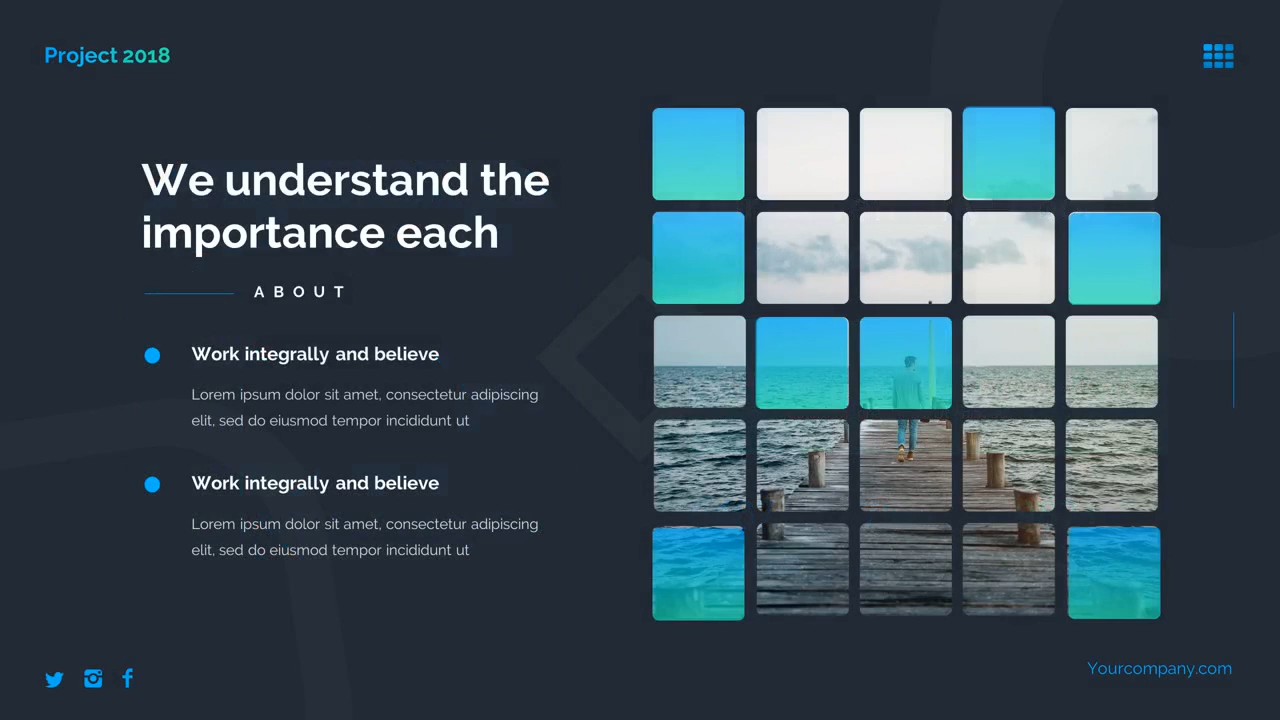 Project 2018
We understand the
importance each
ABOUT
Work integrally and believe
Lorem ipsum dolor sit amet, consectetur adipiscing
elit, sed do eiusmod tempor incididunt ut
Work integrally and believe
Lorem ipsum dolor sit amet, consectetur adipiscing
elit, sed do eiusmod tempor incididunt ut
Yourcompany.com